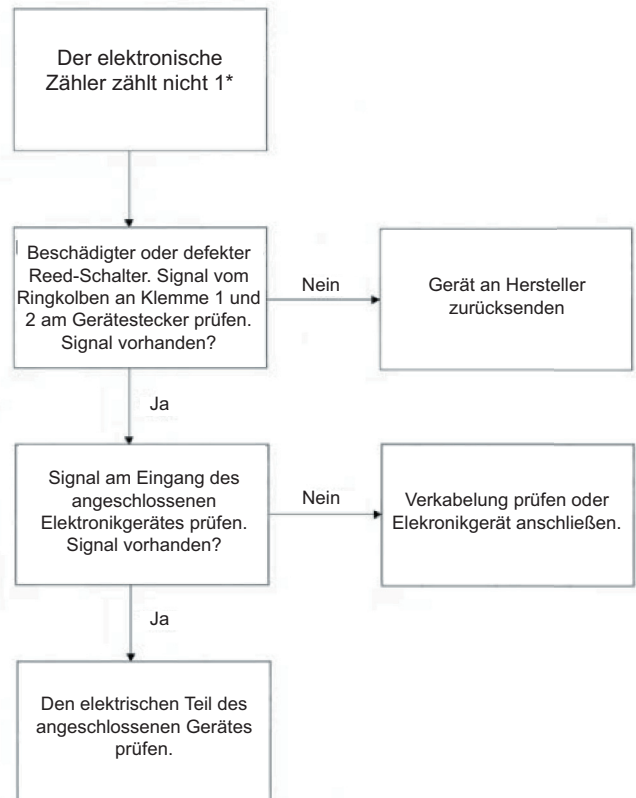 Der elektronische
Zähler zählt nicht 1*
Beschädigter oder defekter
Reed-Schalter. Signal vom
Ringkolben an Klemme 1 und
2 am Gerätestecker prüfen.
Signal vorhanden?
Nein
Gerät an Hersteller
zurücksenden
Ja
Signal am Eingang des
angeschlossenen
Elektronikgerätes prüfen.
Signal vorhanden?
Nein
Verkabelung prüfen oder
Elekronikgerät anschließen.
Ja
Den elektrischen Teil des
angeschlossenen Gerätes
prüfen.